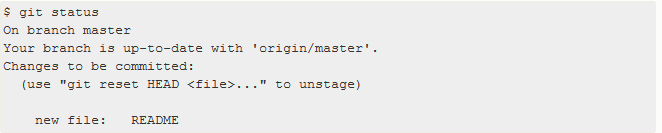 $ git status
On branch master
Your branch is up-to-date with 'origin/master'.
Changes to be committed:
  (use "git reset HEAD <file>..." to unstage)

    new file:   README